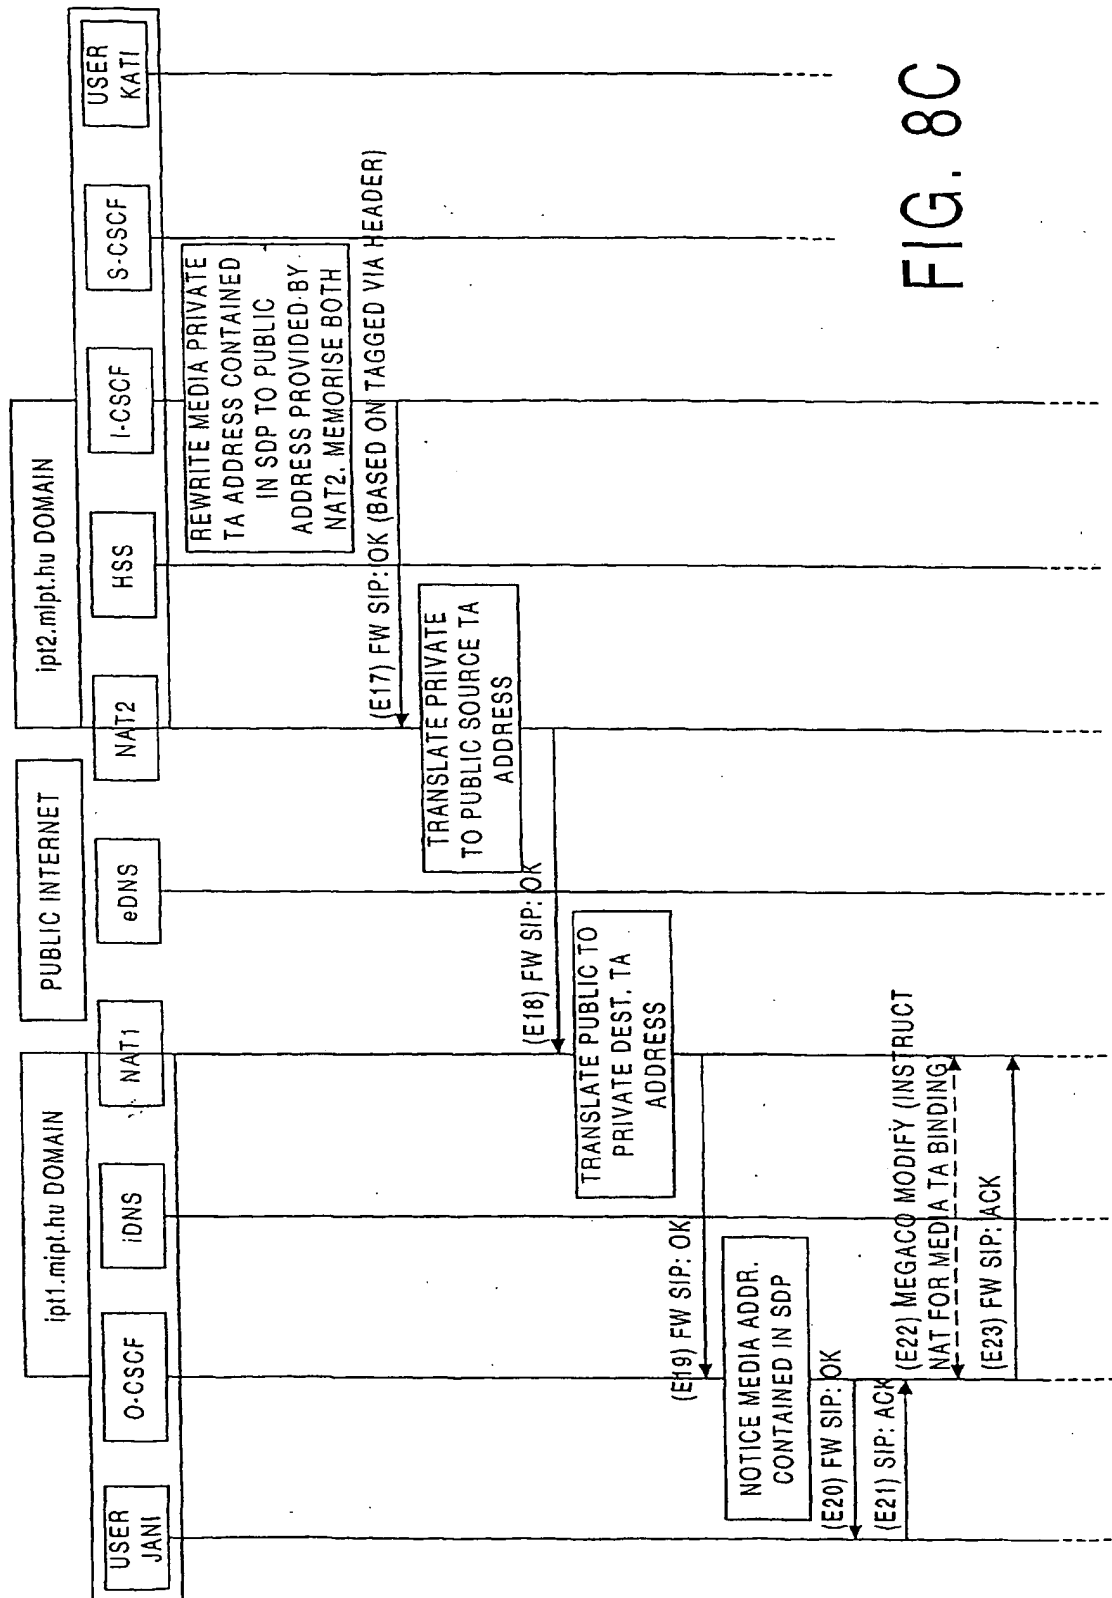 ipt1.mipt.hu DOMAIN
PUBLIC INTERNET
ipt2.mipt.hu DOMAIN
USER
JANI
O-CSCF
iDNS
NAT1
eDNS
NAT2
HSS
I-CSCF
S-CSCF
USER
KATI
REWRITE MEDIA PRIVATE
TA ADDRESS CONTAINED
IN SDP TO PUBLIC
ADDRESS PROVIDED BY
NAT2. MEMORISE BOTH
(E17) FW SIP: OK (BASED ON TAGGED VIA HEADER)
TRANSLATE PRIVATE
TO PUBLIC SOURCE TA
ADDRESS
(E18) FW SIP: OK
TRANSLATE PUBLIC TO
PRIVATE DEST. TA
ADDRESS
(E19) FW SIP: OK
NOTICE MEDIA ADDR.
CONTAINED IN SDP
(E20) FW SIP: OK
(E21) SIP: ACK
(E22) MEGACO MODIFY (INSTRUCT
NAT FOR MEDIA TA BINDING)
(E23) FW SIP: ACK
FIG. 8C